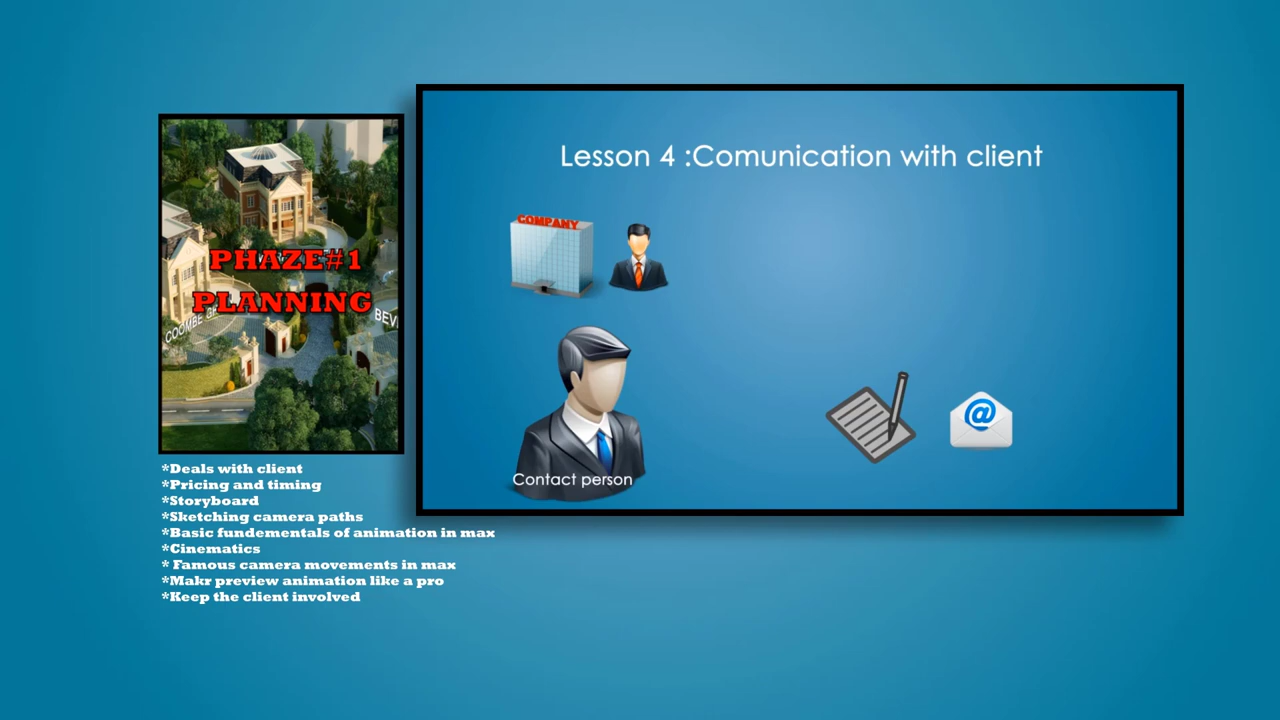 PHAZE#1
PLANNING
COOMBE
*Deals with client
*Pricing and timing
*Storyboard
*Sketching camera paths
*Basic fundementals of animation in max
*Cinematics
* Famous camera movements in max
*Makr preview animation like a pro
*Keep the client involved
Lesson 4 :Comunication with client
COMPANY
@
Contact person